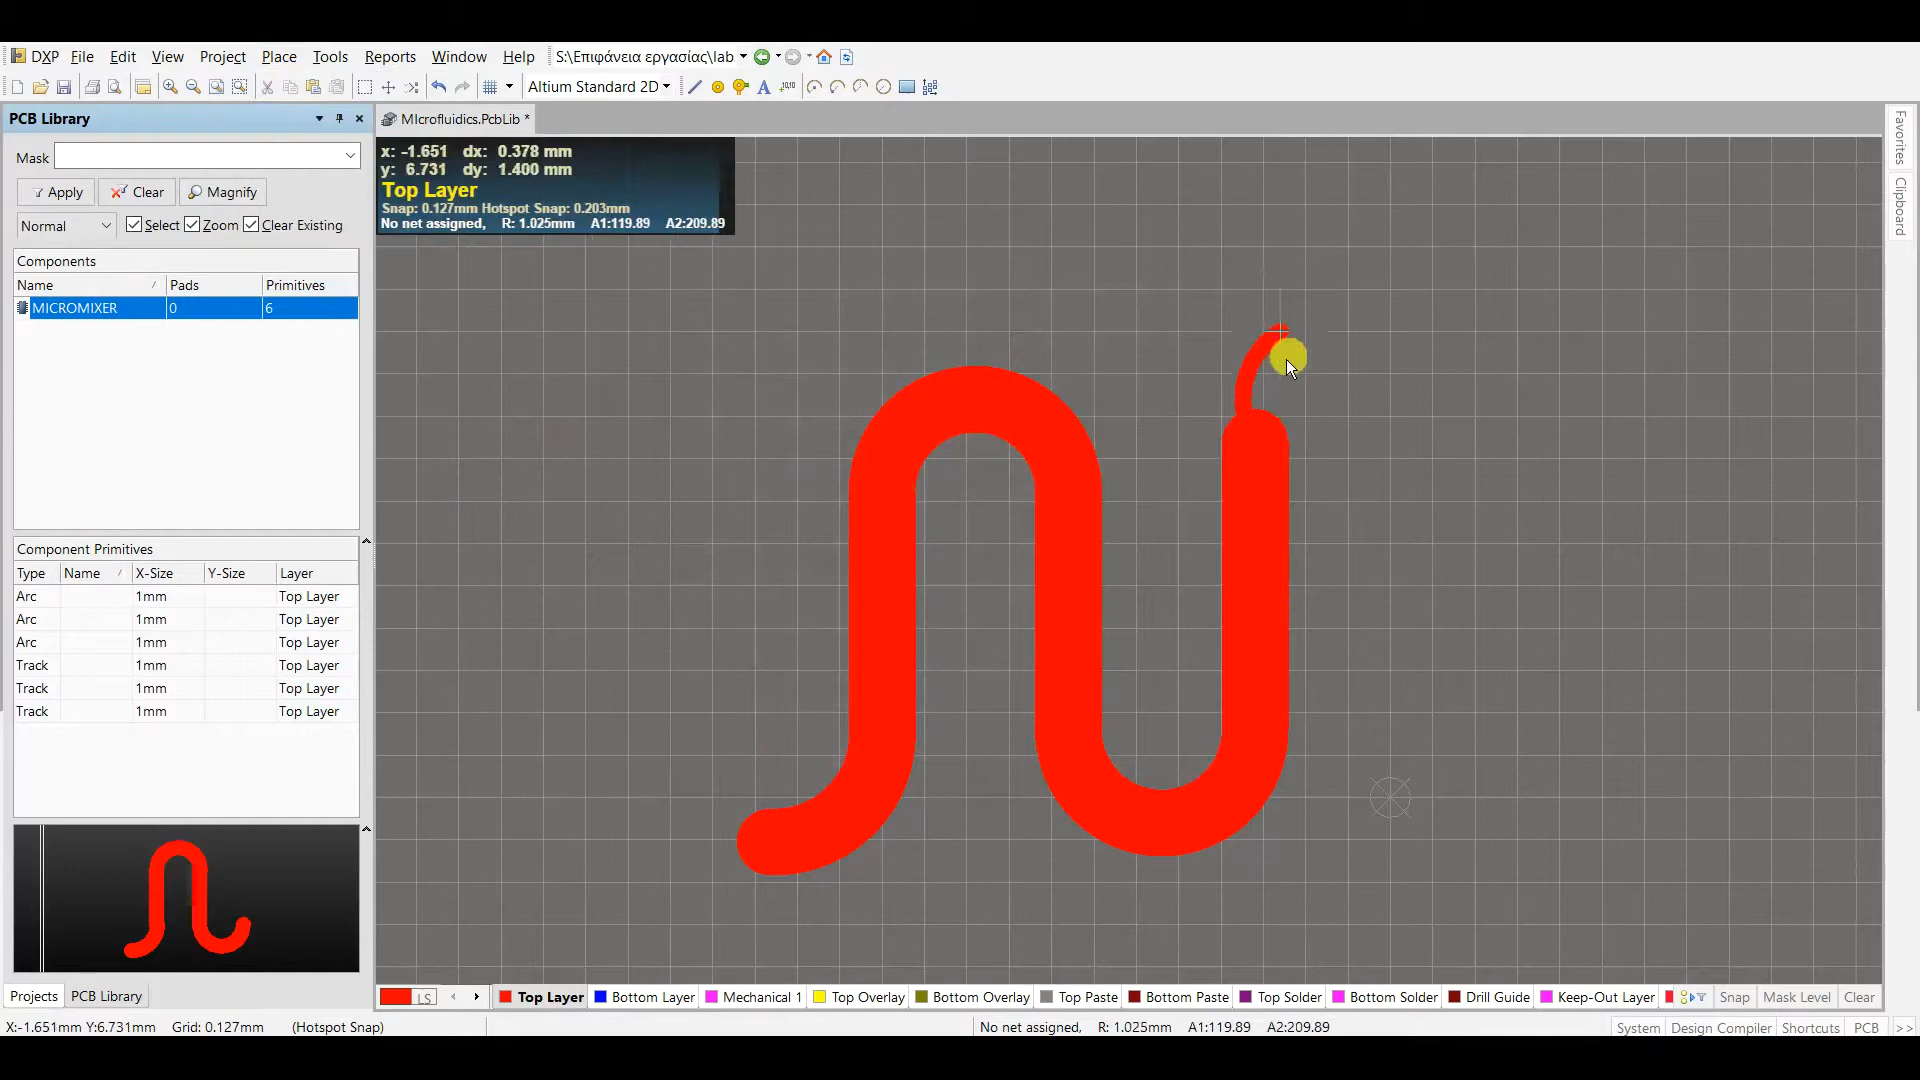 DXP File Edit View Project Place Tools Reports Window Help S:\Επιφάνεια εργασίας\lab
Altium Standard 2D
PCB Library
MIcrofluidics.PcbLib *
Favorites
Clipboard
Mask
Apply Clear Magnify
Normal Select Zoom Clear Existing
x: -1.651 dx: 0.378 mm
y: 6.731 dy: 1.400 mm
Top Layer
Snap: 0.127mm Hotspot Snap: 0.203mm
No net assigned, R: 1.025mm A1:119.89 A2:209.89
Components
Name Pads Primitives
MICROMIXER 0 6
Component Primitives
Type Name X-Size Y-Size Layer
Arc 1mm Top Layer
Arc 1mm Top Layer
Arc 1mm Top Layer
Track 1mm Top Layer
Track 1mm Top Layer
Track 1mm Top Layer
Projects PCB Library
LS Top Layer Bottom Layer Mechanical 1 Top Overlay Bottom Overlay Top Paste Bottom Paste Top Solder Bottom Solder Drill Guide Keep-Out Layer Snap Mask Level Clear
X:-1.651mm Y:6.731mm Grid: 0.127mm (Hotspot Snap) No net assigned, R: 1.025mm A1:119.89 A2:209.89 System Design Compiler Shortcuts PCB >>